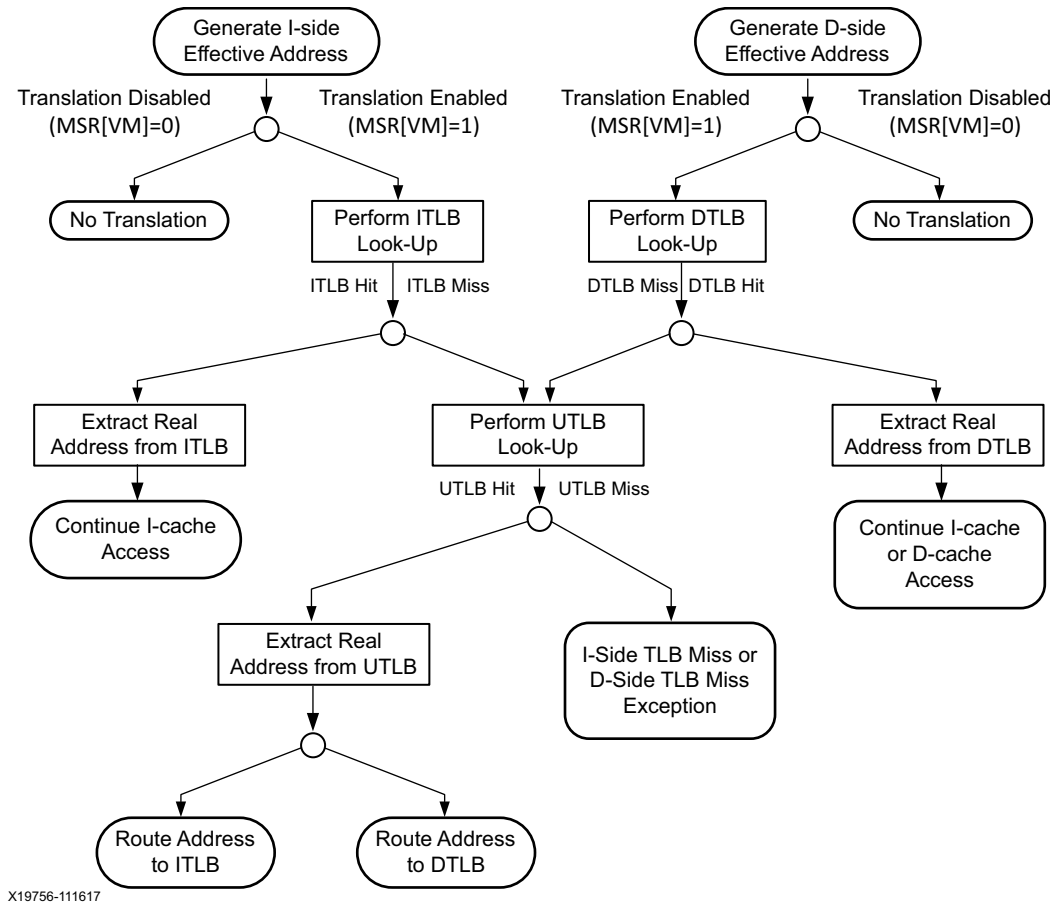 Generate I-side
Effective Address
Generate D-side
Effective Address
Translation Disabled
(MSR[VM]=0)
Translation Enabled
(MSR[VM]=1)
Translation Enabled
(MSR[VM]=1)
Translation Disabled
(MSR[VM]=0)
No Translation
Perform ITLB
Look-Up
Perform DTLB
Look-Up
No Translation
ITLB Hit
ITLB Miss
DTLB Miss
DTLB Hit
Extract Real
Address from ITLB
Perform UTLB
Look-Up
Extract Real
Address from DTLB
UTLB Hit
UTLB Miss
Continue I-cache
Access
Continue I-cache
or D-cache
Access
Extract Real
Address from UTLB
I-Side TLB Miss or
D-Side TLB Miss
Exception
Route Address
to ITLB
Route Address
to DTLB
X19756-111617